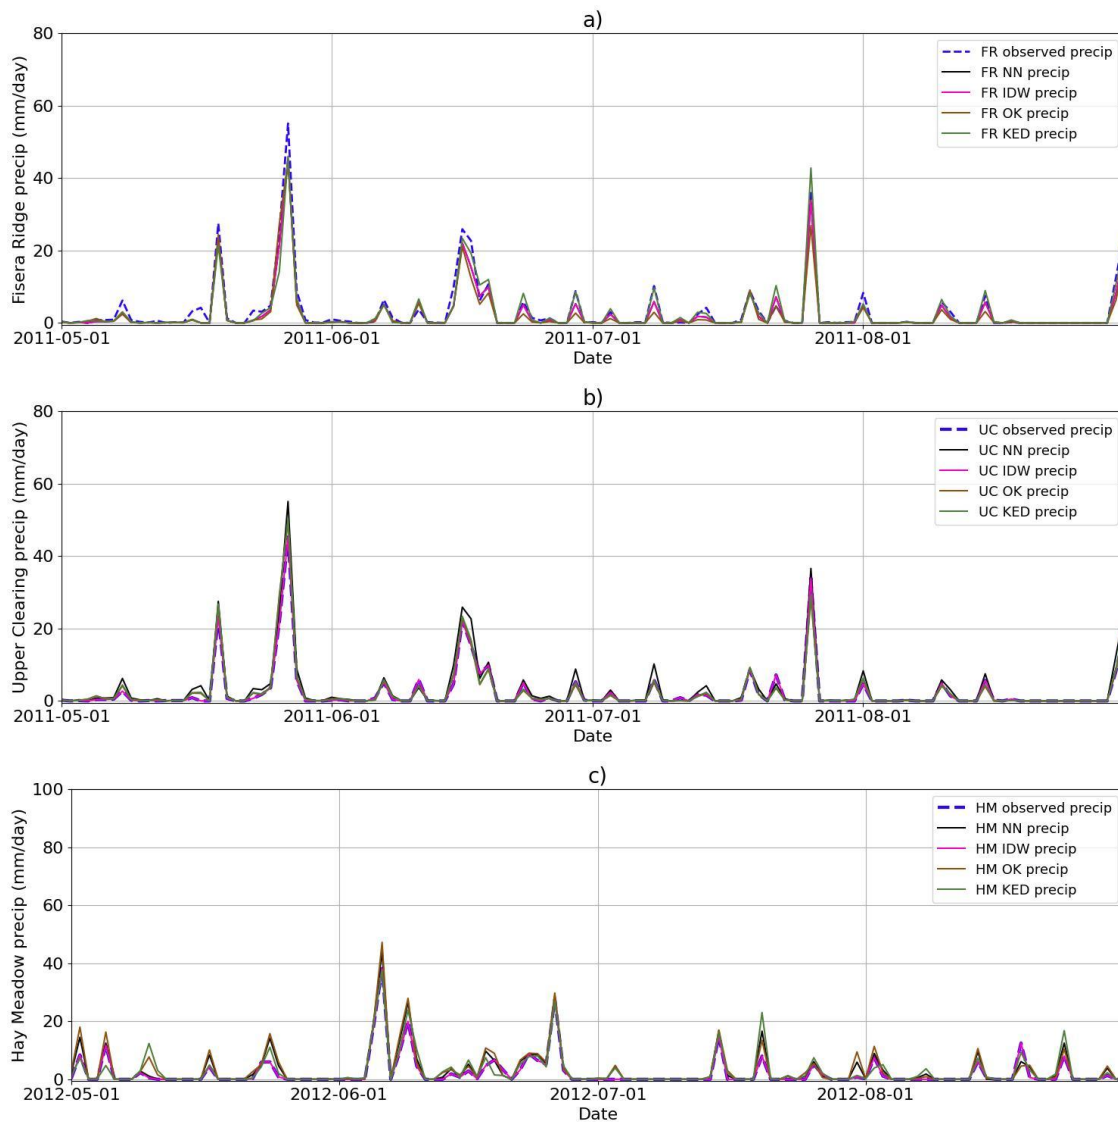 a)
Fisera Ridge precip (mm/day)
80
60
40
20
0
FR observed precip
FR NN precip
FR IDW precip
FR OK precip
FR KED precip
2011-05-01 2011-06-01 2011-07-01 2011-08-01
Date
b)
Upper Clearing precip (mm/day)
80
60
40
20
0
UC observed precip
UC NN precip
UC IDW precip
UC OK precip
UC KED precip
2011-05-01 2011-06-01 2011-07-01 2011-08-01
Date
c)
Hay Meadow precip (mm/day)
100
80
60
40
20
0
HM observed precip
HM NN precip
HM IDW precip
HM OK precip
HM KED precip
2012-05-01 2012-06-01 2012-07-01 2012-08-01
Date